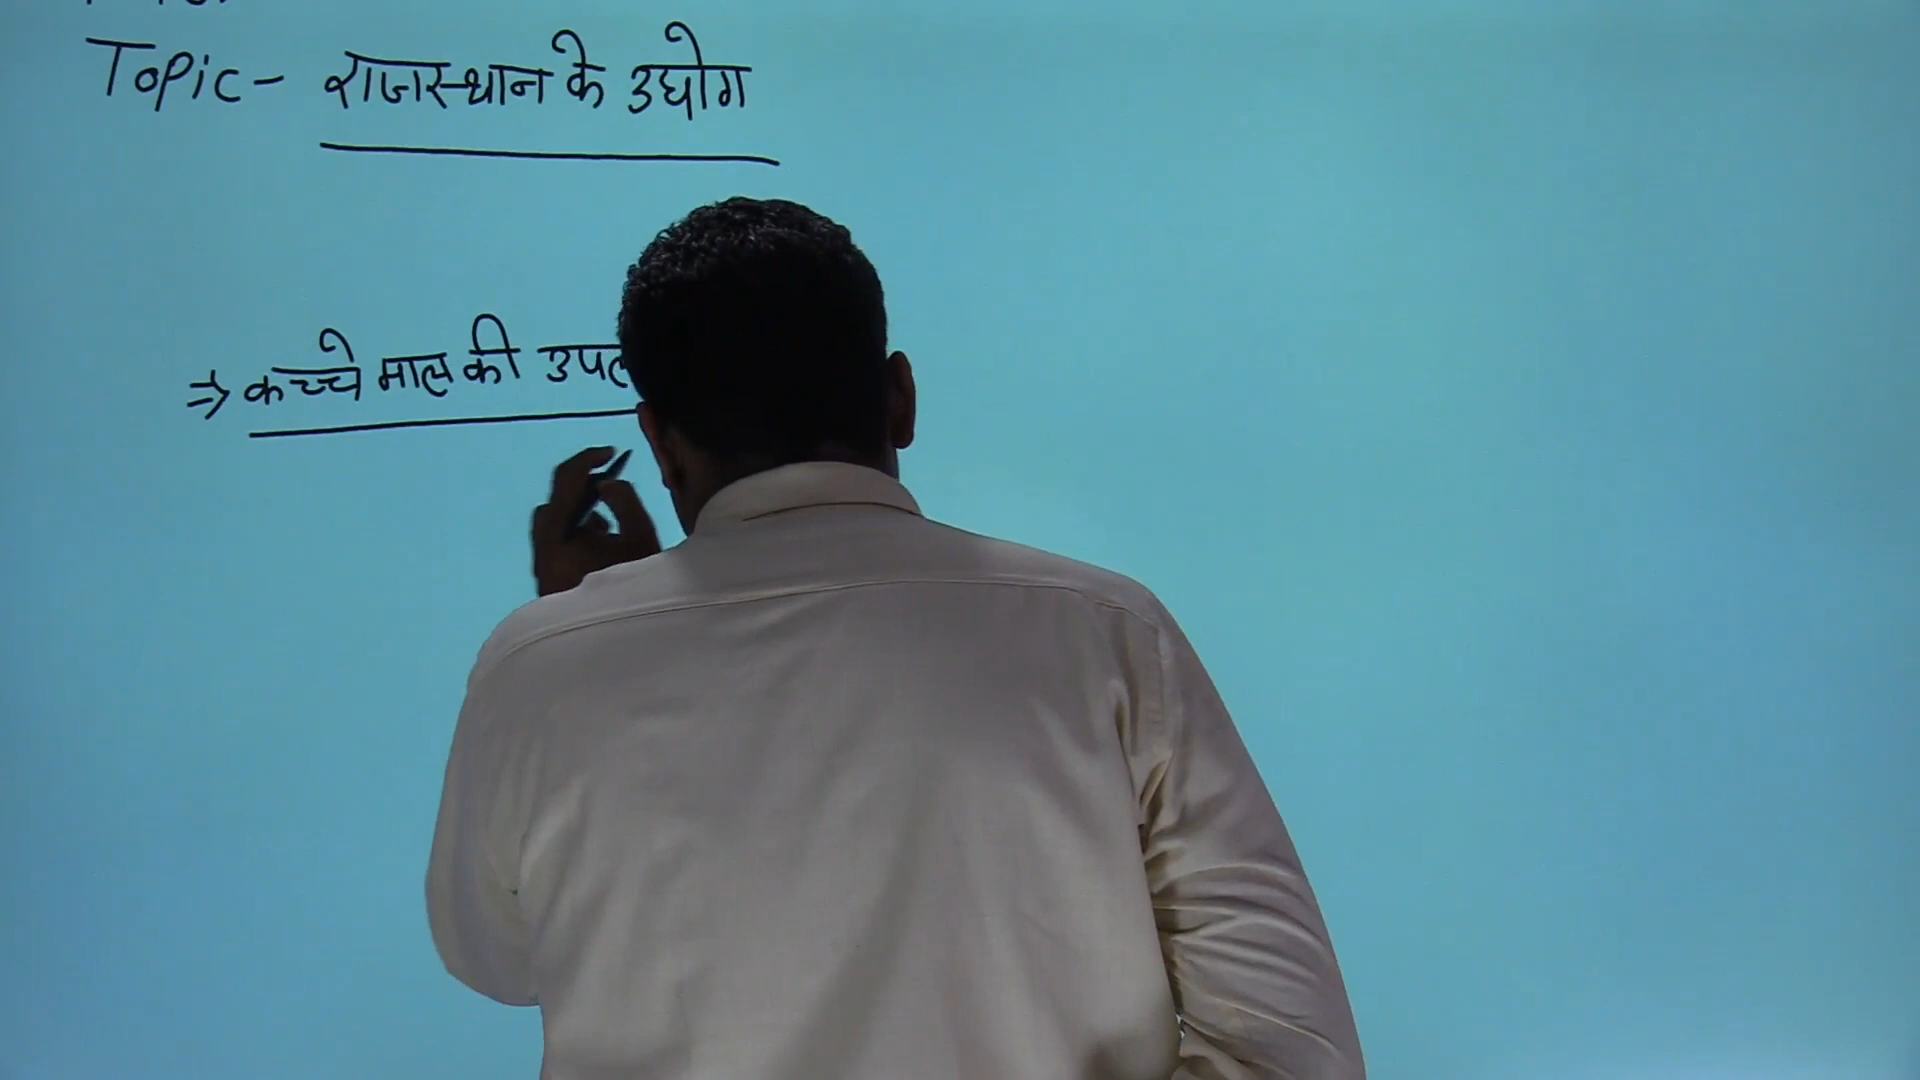 Topic - राजस्थान के उद्योग
⇒ कच्चे माल की